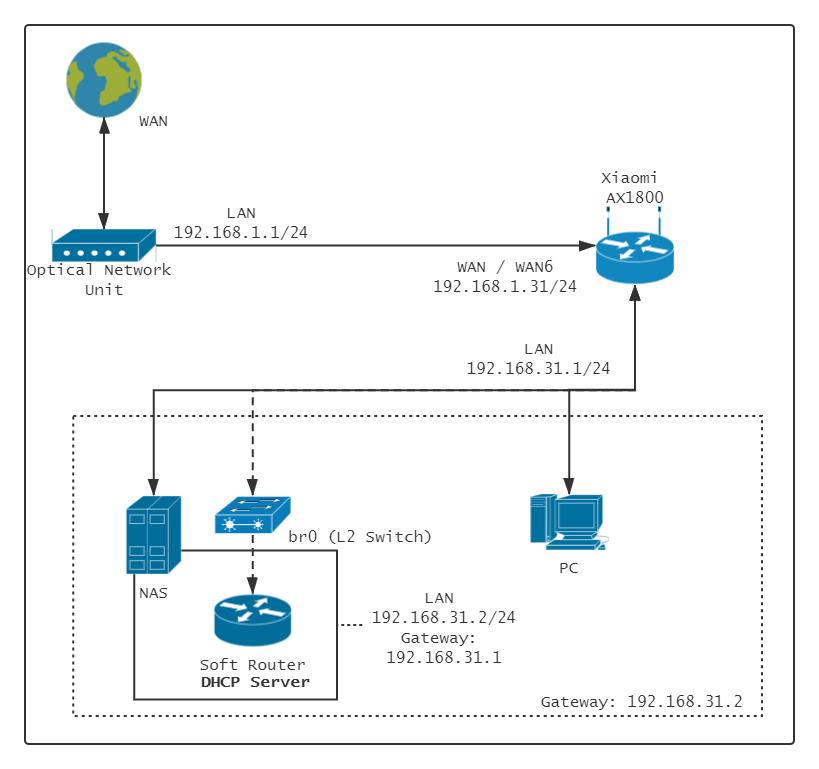 WAN
Xiaomi
AX1800
LAN
192.168.1.1/24
Optical Network
Unit
WAN / WAN6
192.168.1.31/24
LAN
192.168.31.1/24
br0 (L2 Switch)
NAS
PC
LAN
192.168.31.2/24
Gateway:
192.168.31.1
Soft Router
DHCP Server
Gateway: 192.168.31.2